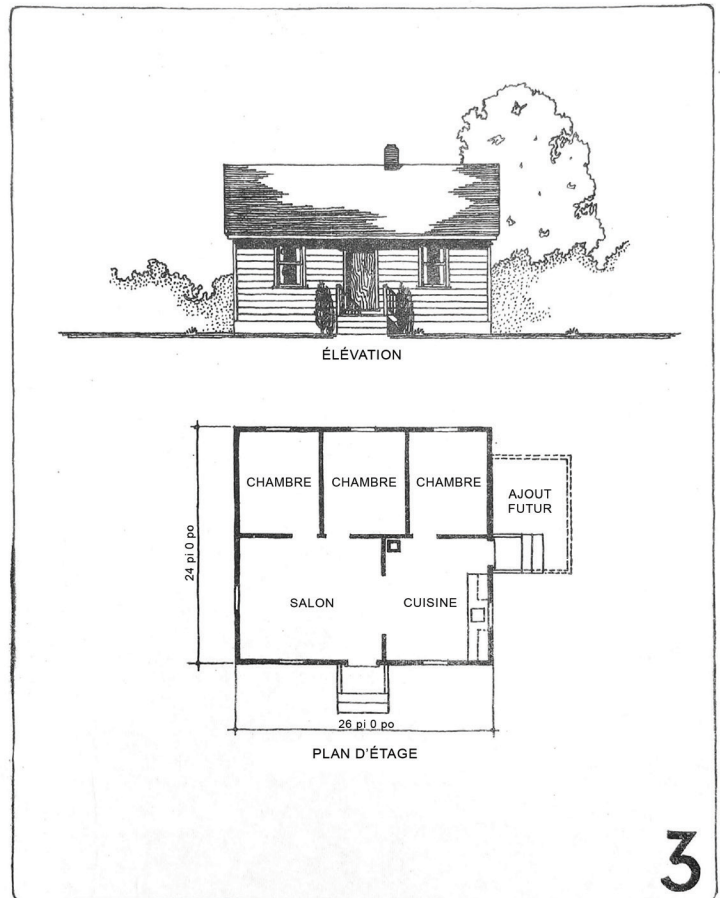 ÉLÉVATION
CHAMBRE CHAMBRE CHAMBRE
AJOUT
FUTUR
24 pi 0 po
SALON CUISINE
26 pi 0 po
PLAN D'ÉTAGE
3